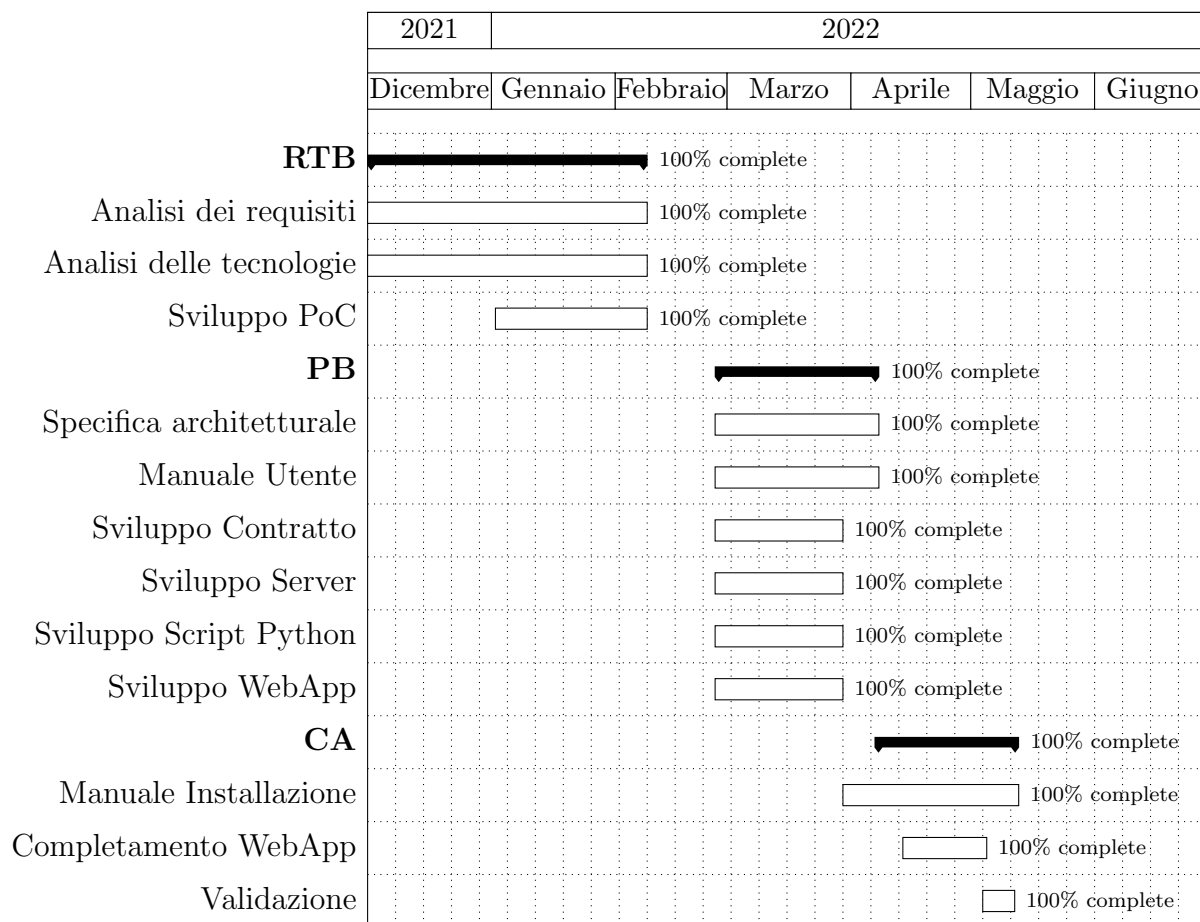 2021 2022
Dicembre Gennaio Febbraio Marzo Aprile Maggio Giugno
RTB 100% complete
Analisi dei requisiti 100% complete
Analisi delle tecnologie 100% complete
Sviluppo PoC 100% complete
PB 100% complete
Specifica architetturale 100% complete
Manuale Utente 100% complete
Sviluppo Contratto 100% complete
Sviluppo Server 100% complete
Sviluppo Script Python 100% complete
Sviluppo WebApp 100% complete
CA 100% complete
Manuale Installazione 100% complete
Completamento WebApp 100% complete
Validazione 100% complete